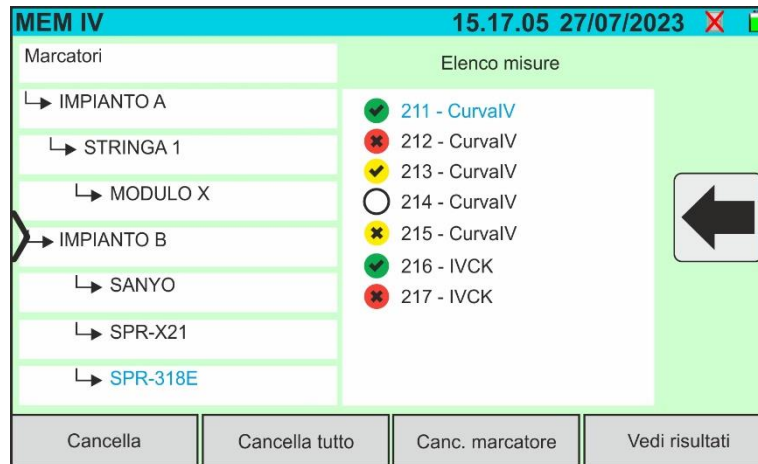 MEM IV 15.17.05 27/07/2023
Marcatori
IMPIANTO A
STRINGA 1
MODULO X
IMPIANTO B
SANYO
SPR-X21
SPR-318E
Elenco misure
211 - CurvaIV
212 - CurvaIV
213 - CurvaIV
214 - CurvaIV
215 - CurvaIV
216 - IVCK
217 - IVCK
Cancella
Cancella tutto
Canc. marcatore
Vedi risultati